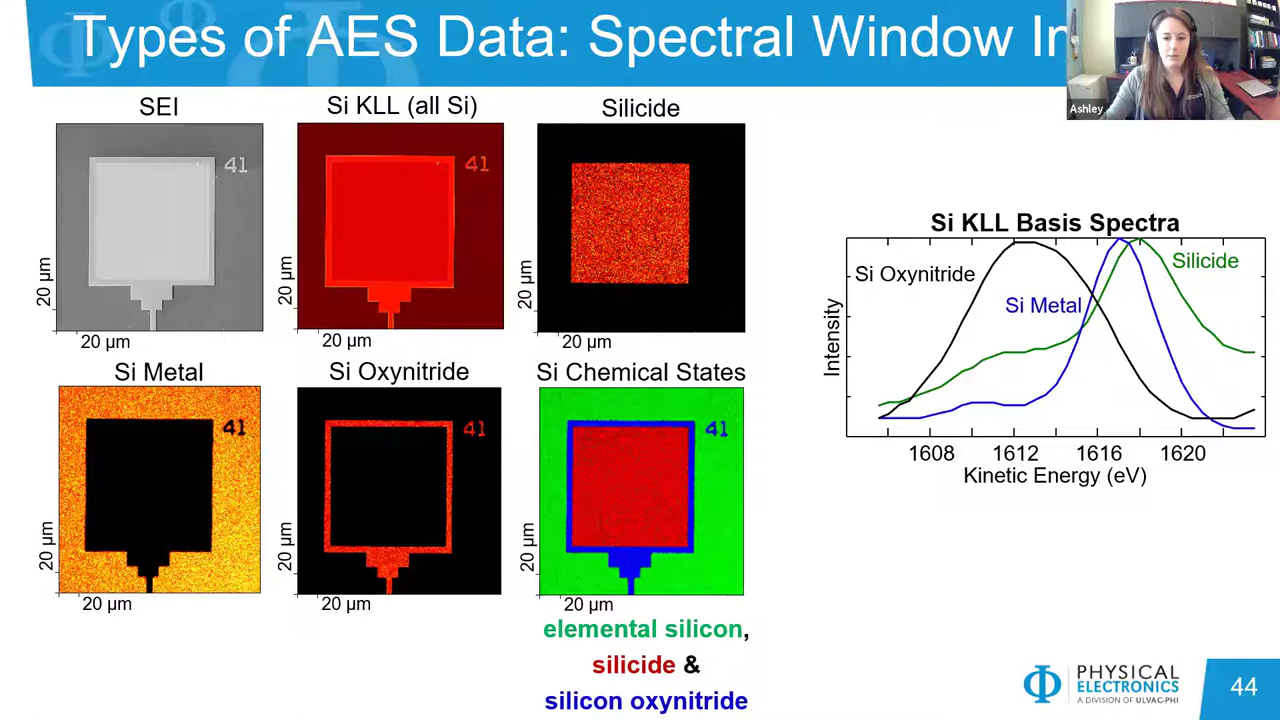 Types of AES Data: Spectral Window
Ashley
SEI
Si KLL (all Si)
Silicide
41
41
20 µm
20 µm
20 µm
20 µm
20 µm
20 µm
Si Metal
Si Oxynitride
Si Chemical States
41
41
41
20 µm
20 µm
20 µm
20 µm
20 µm
20 µm
elemental silicon,
silicide &
silicon oxynitride
Si KLL Basis Spectra
Si Oxynitride
Silicide
Si Metal
Intensity
1608 1612 1616 1620
Kinetic Energy (eV)
PHYSICAL
ELECTRONICS
A DIVISION OF ULVAC-PHI
44